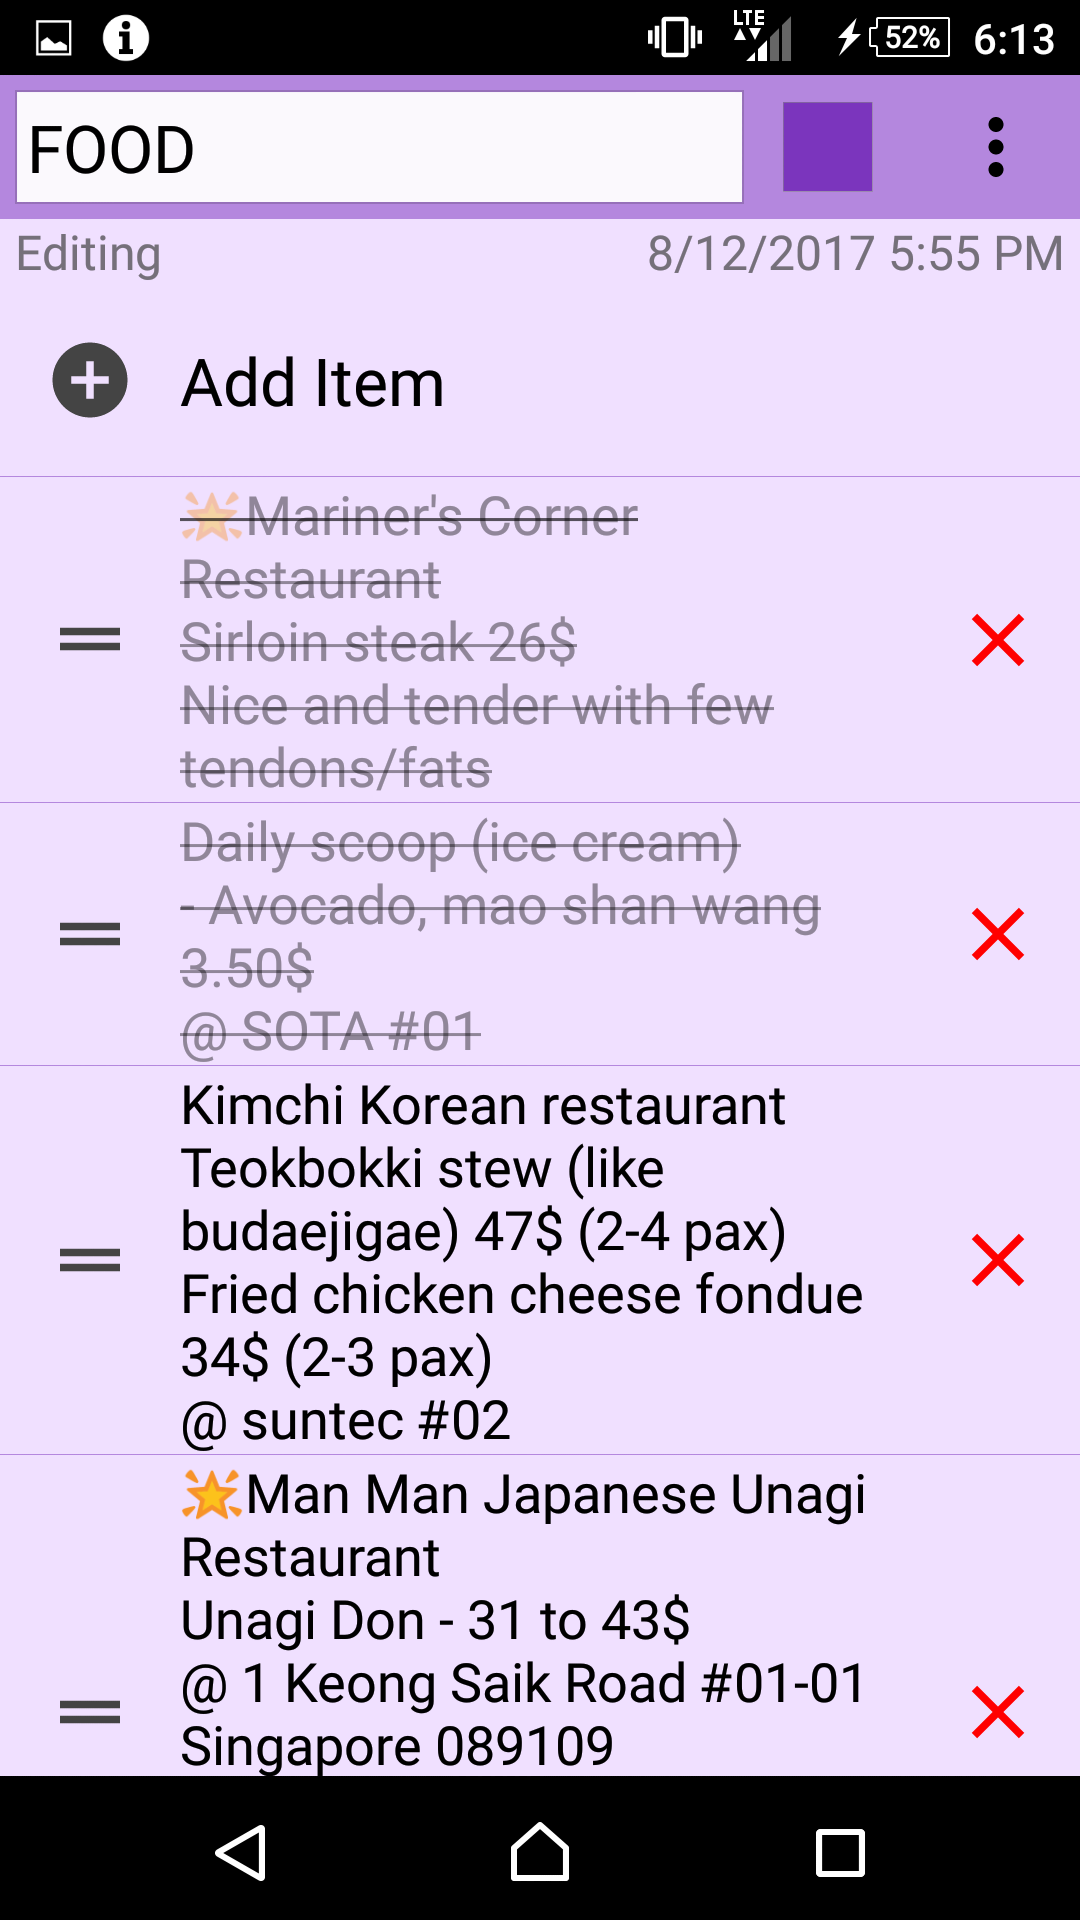 LTE
52%
6:13
FOOD
Editing
8/12/2017 5:55 PM
Add Item
🌟Mariner's Corner
Restaurant
Sirloin steak 26$
Nice and tender with few
tendons/fats
Daily scoop (ice cream)
- Avocado, mao shan wang
3.50$
@ SOTA #01
Kimchi Korean restaurant
Teokbokki stew (like
budaejigae) 47$ (2-4 pax)
Fried chicken cheese fondue
34$ (2-3 pax)
@ suntec #02
🌟Man Man Japanese Unagi
Restaurant
Unagi Don - 31 to 43$
@ 1 Keong Saik Road #01-01
Singapore 089109